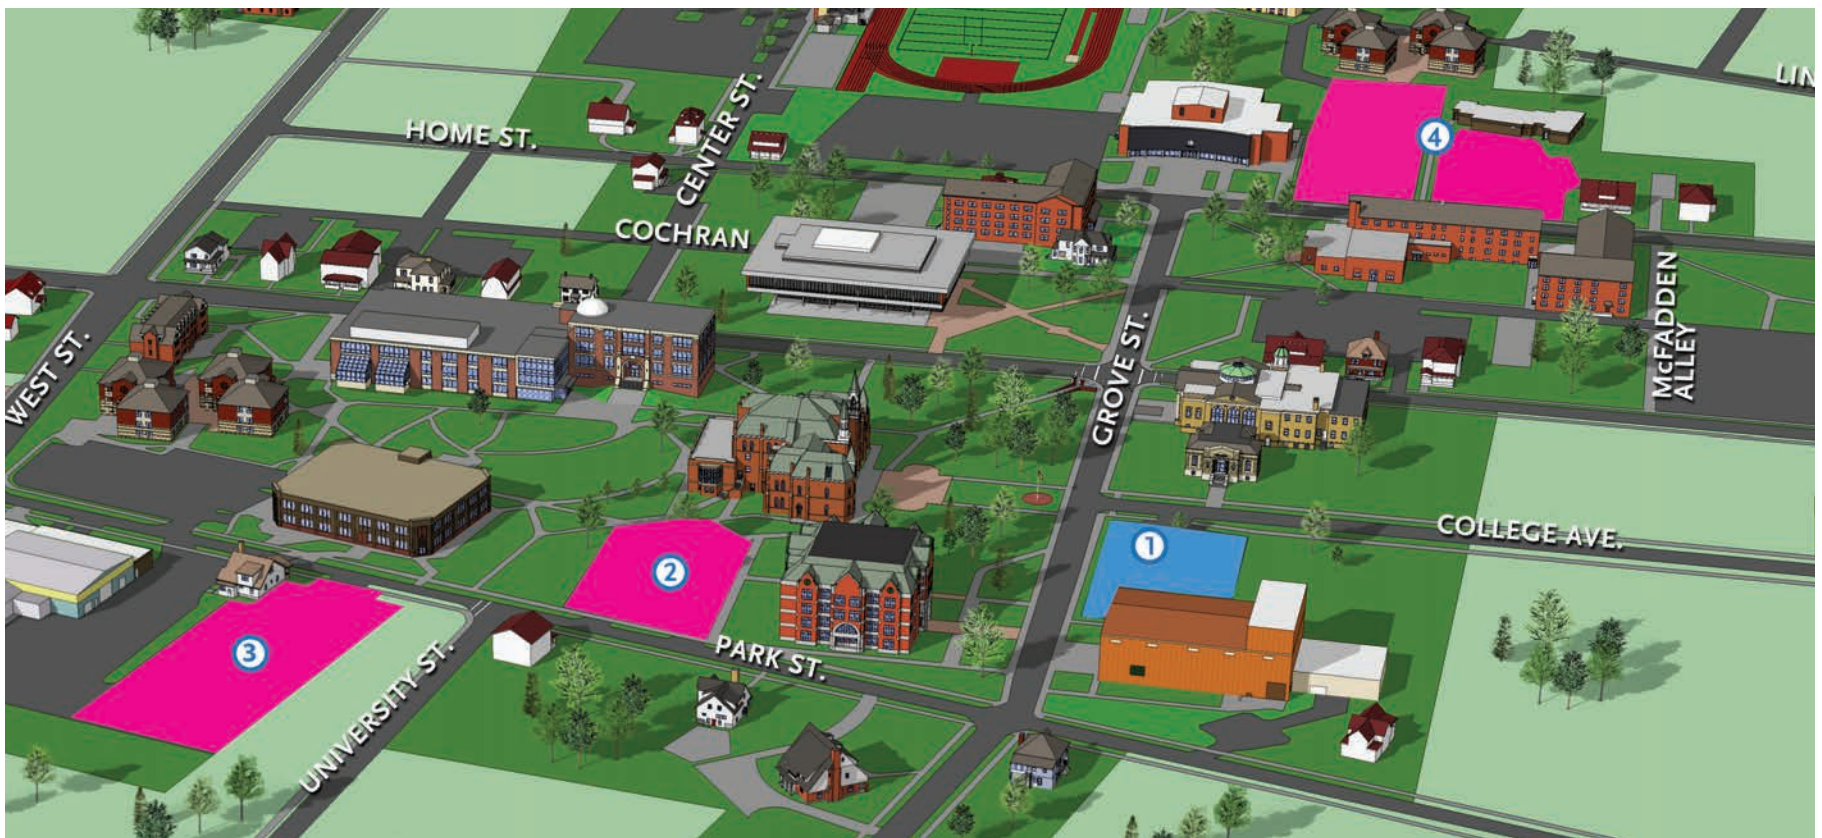 LIN
HOME ST.
CENTER ST.
COCHRAN
4
WEST ST.
GROVE ST.
McFADDEN
ALLEY
1
COLLEGE AVE.
2
3
PARK ST.
UNIVERSITY ST.